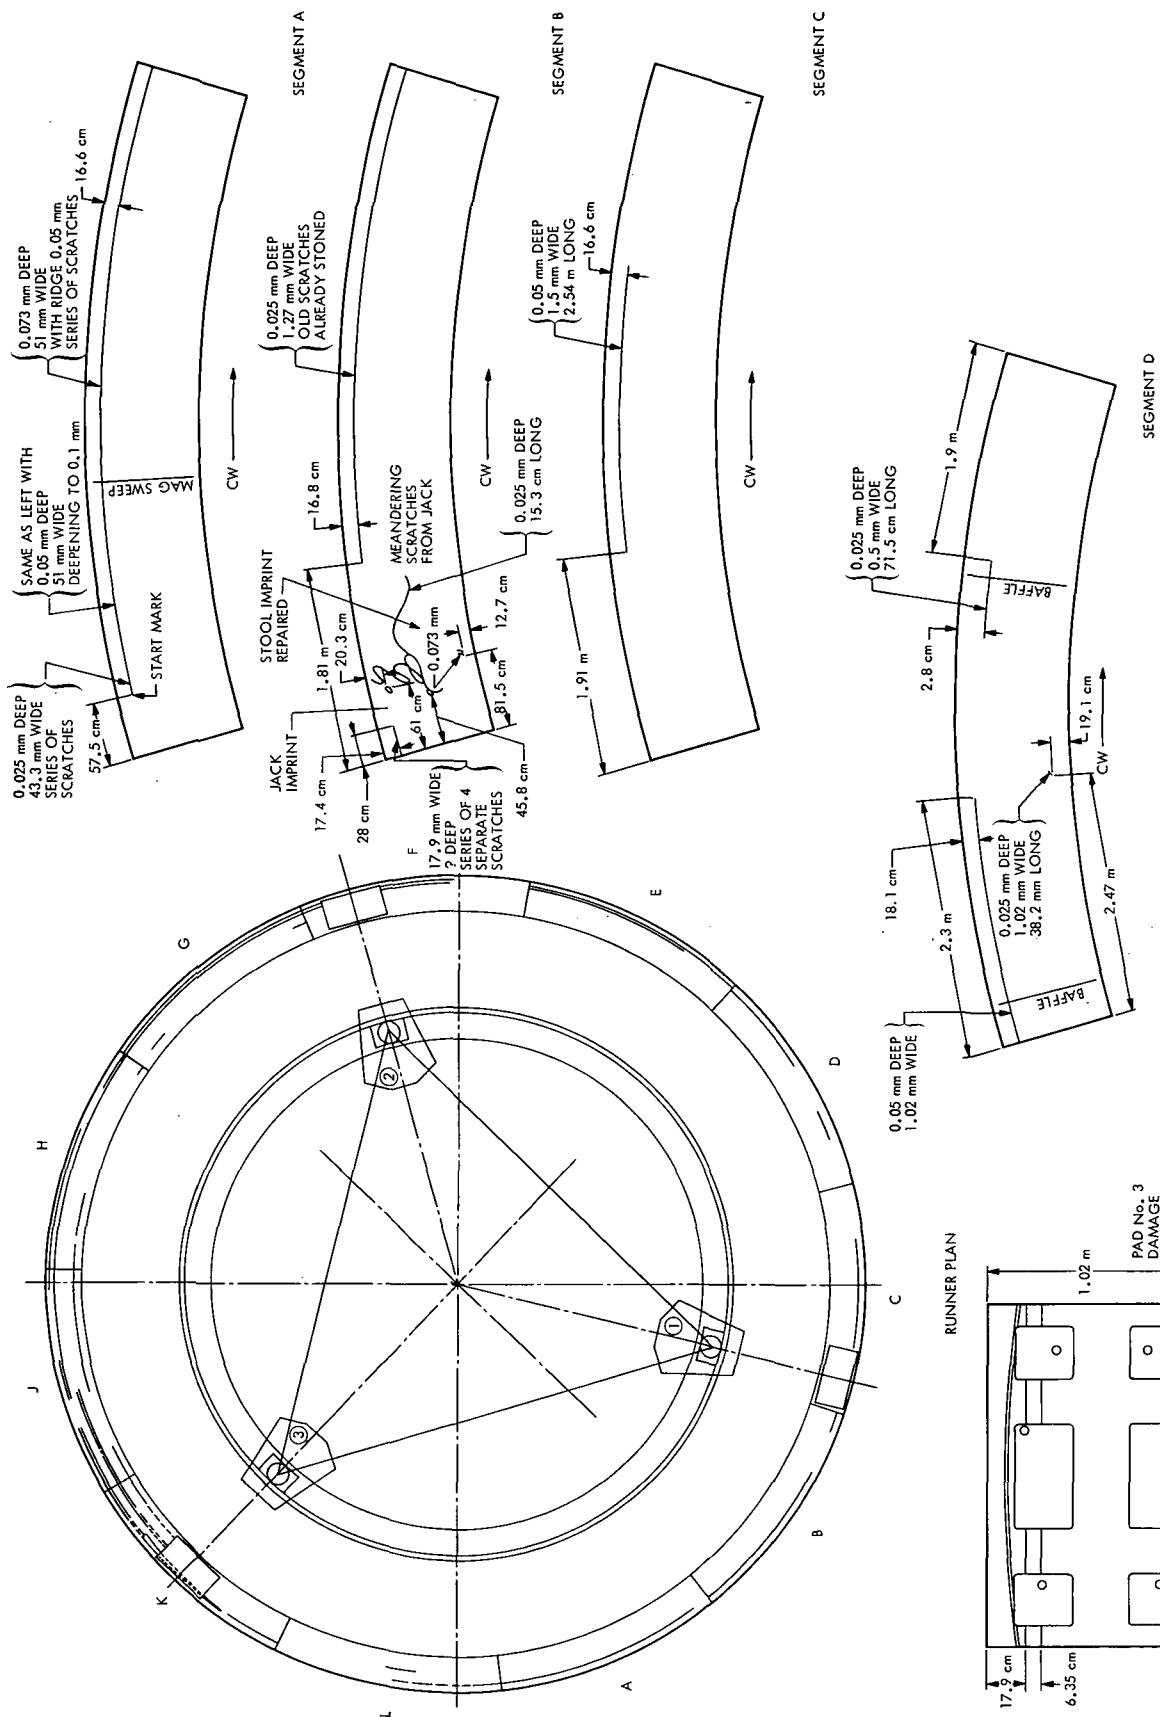 0.025 mm DEEP
43.3 mm WIDE
SERIES OF
SCRATCHES
57.5 cm
SAME AS LEFT WITH
0.05 mm DEEP
51 mm WIDE
DEEPENING TO 0.1 mm
START MARK
MAG SWEEP
0.073 mm DEEP
51 mm WIDE
WITH RIDGE 0.05 mm
SERIES OF SCRATCHES
16.6 cm
CW
SEGMENT A
JACK
IMPRINT
17.4 cm
28 cm
1.81 m
20.3 cm
STOOL IMPRINT
REPAIRED
16.8 cm
0.025 mm DEEP
1.27 mm WIDE
OLD SCRATCHES
ALREADY STONED
MEANDERING
SCRATCHES
FROM JACK
0.073 mm
61 cm
12.7 cm
81.5 cm
45.8 cm
17.9 mm WIDE
? DEEP
SERIES OF 4
SEPARATE
SCRATCHES
0.025 mm DEEP
15.3 cm LONG
CW
SEGMENT B
1.91 m
0.05 mm DEEP
1.5 mm WIDE
2.54 m LONG
16.6 cm
CW
SEGMENT C
0.05 mm DEEP
1.02 mm WIDE
2.3 m
18.1 cm
BAFFLE
0.025 mm DEEP
1.02 mm WIDE
38.2 mm LONG
2.47 m
19.1 cm
2.8 cm
0.025 mm DEEP
0.5 mm WIDE
71.5 cm LONG
BAFFLE
1.9 m
CW
SEGMENT D
A
B
C
D
E
F
G
H
J
K
L
1
2
3
RUNNER PLAN
17.9 cm
6.35 cm
1.02 m
PAD No. 3
DAMAGE